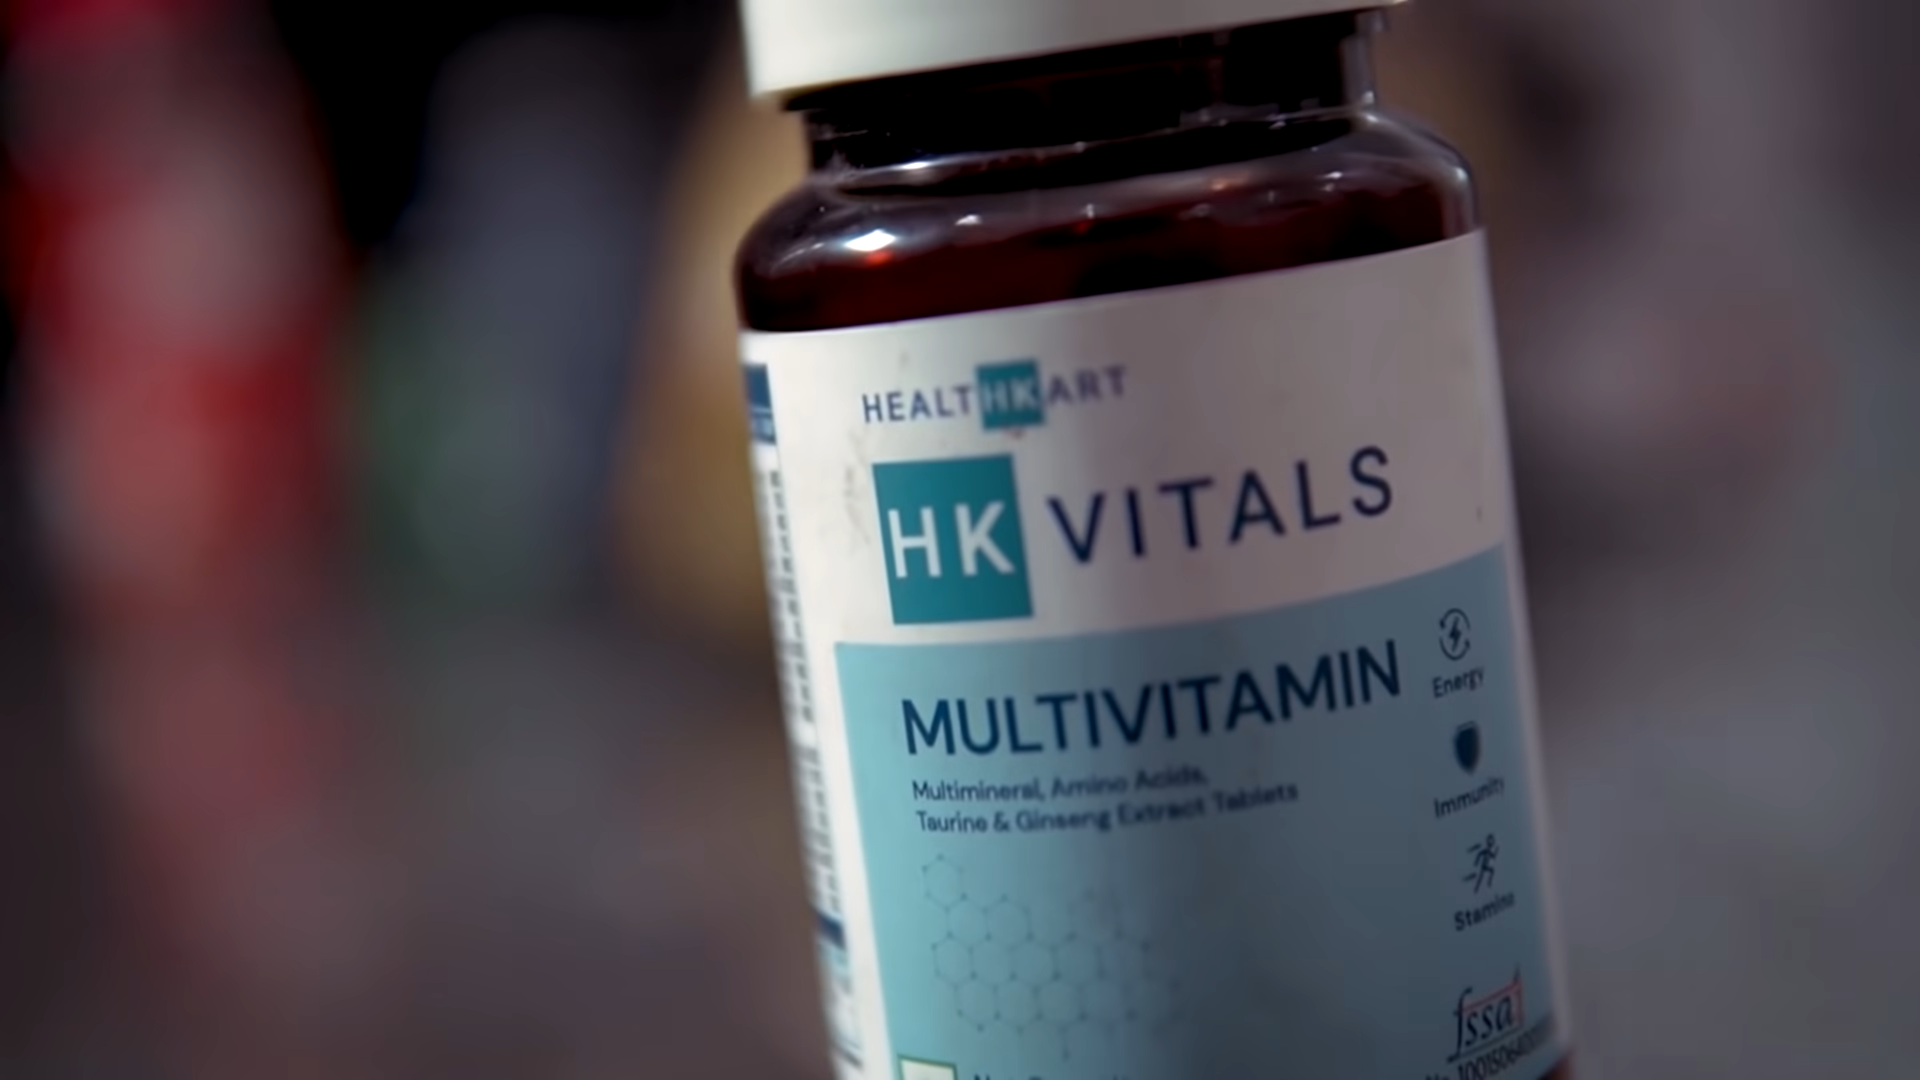 HEALTHKART
HK VITALS
MULTIVITAMIN
Multimineral, Amino Acids,
Taurine & Ginseng Extract Tablets
Energy
Immunity
Stamina
fssai